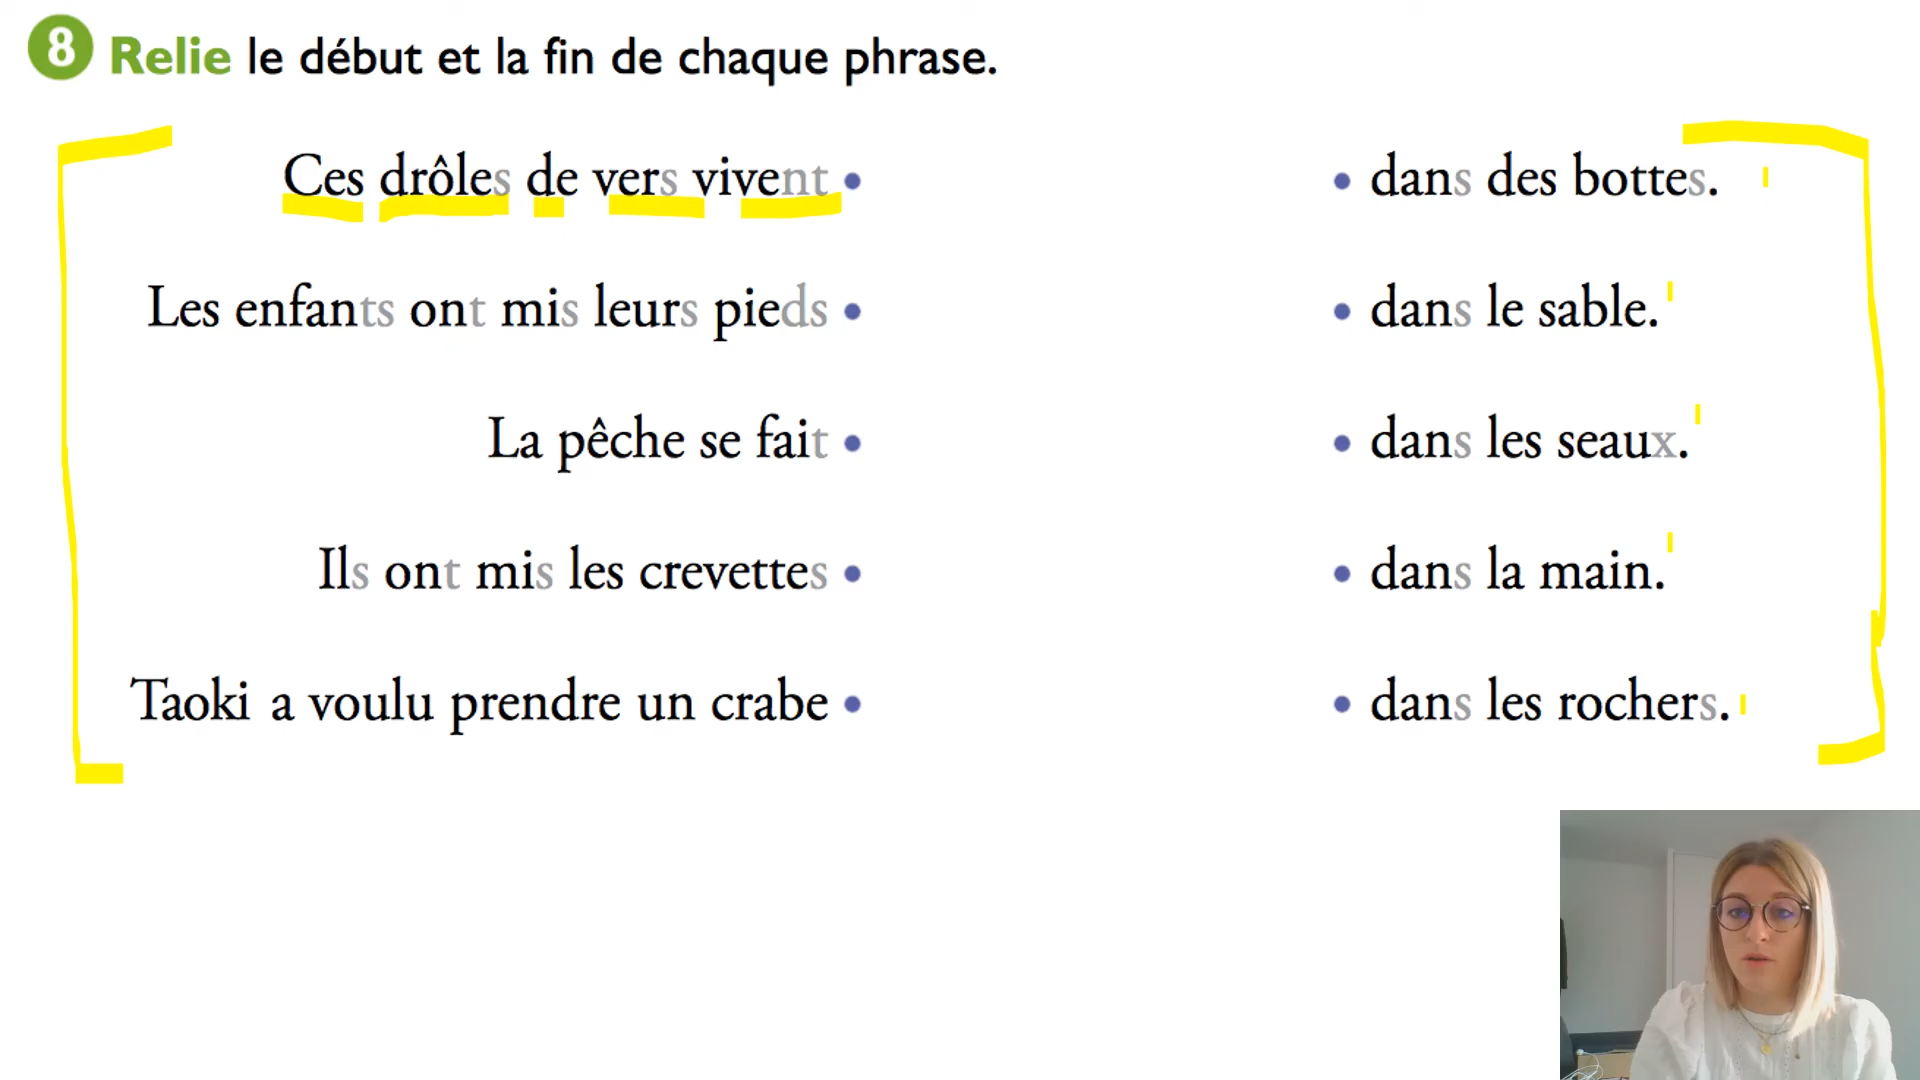 8 Relie le début et la fin de chaque phrase.
Ces drôles de vers vivent • • dans des bottes.
Les enfants ont mis leurs pieds • • dans le sable.
La pêche se fait • • dans les seaux.
Ils ont mis les crevettes • • dans la main.
Taoki a voulu prendre un crabe • • dans les rochers.